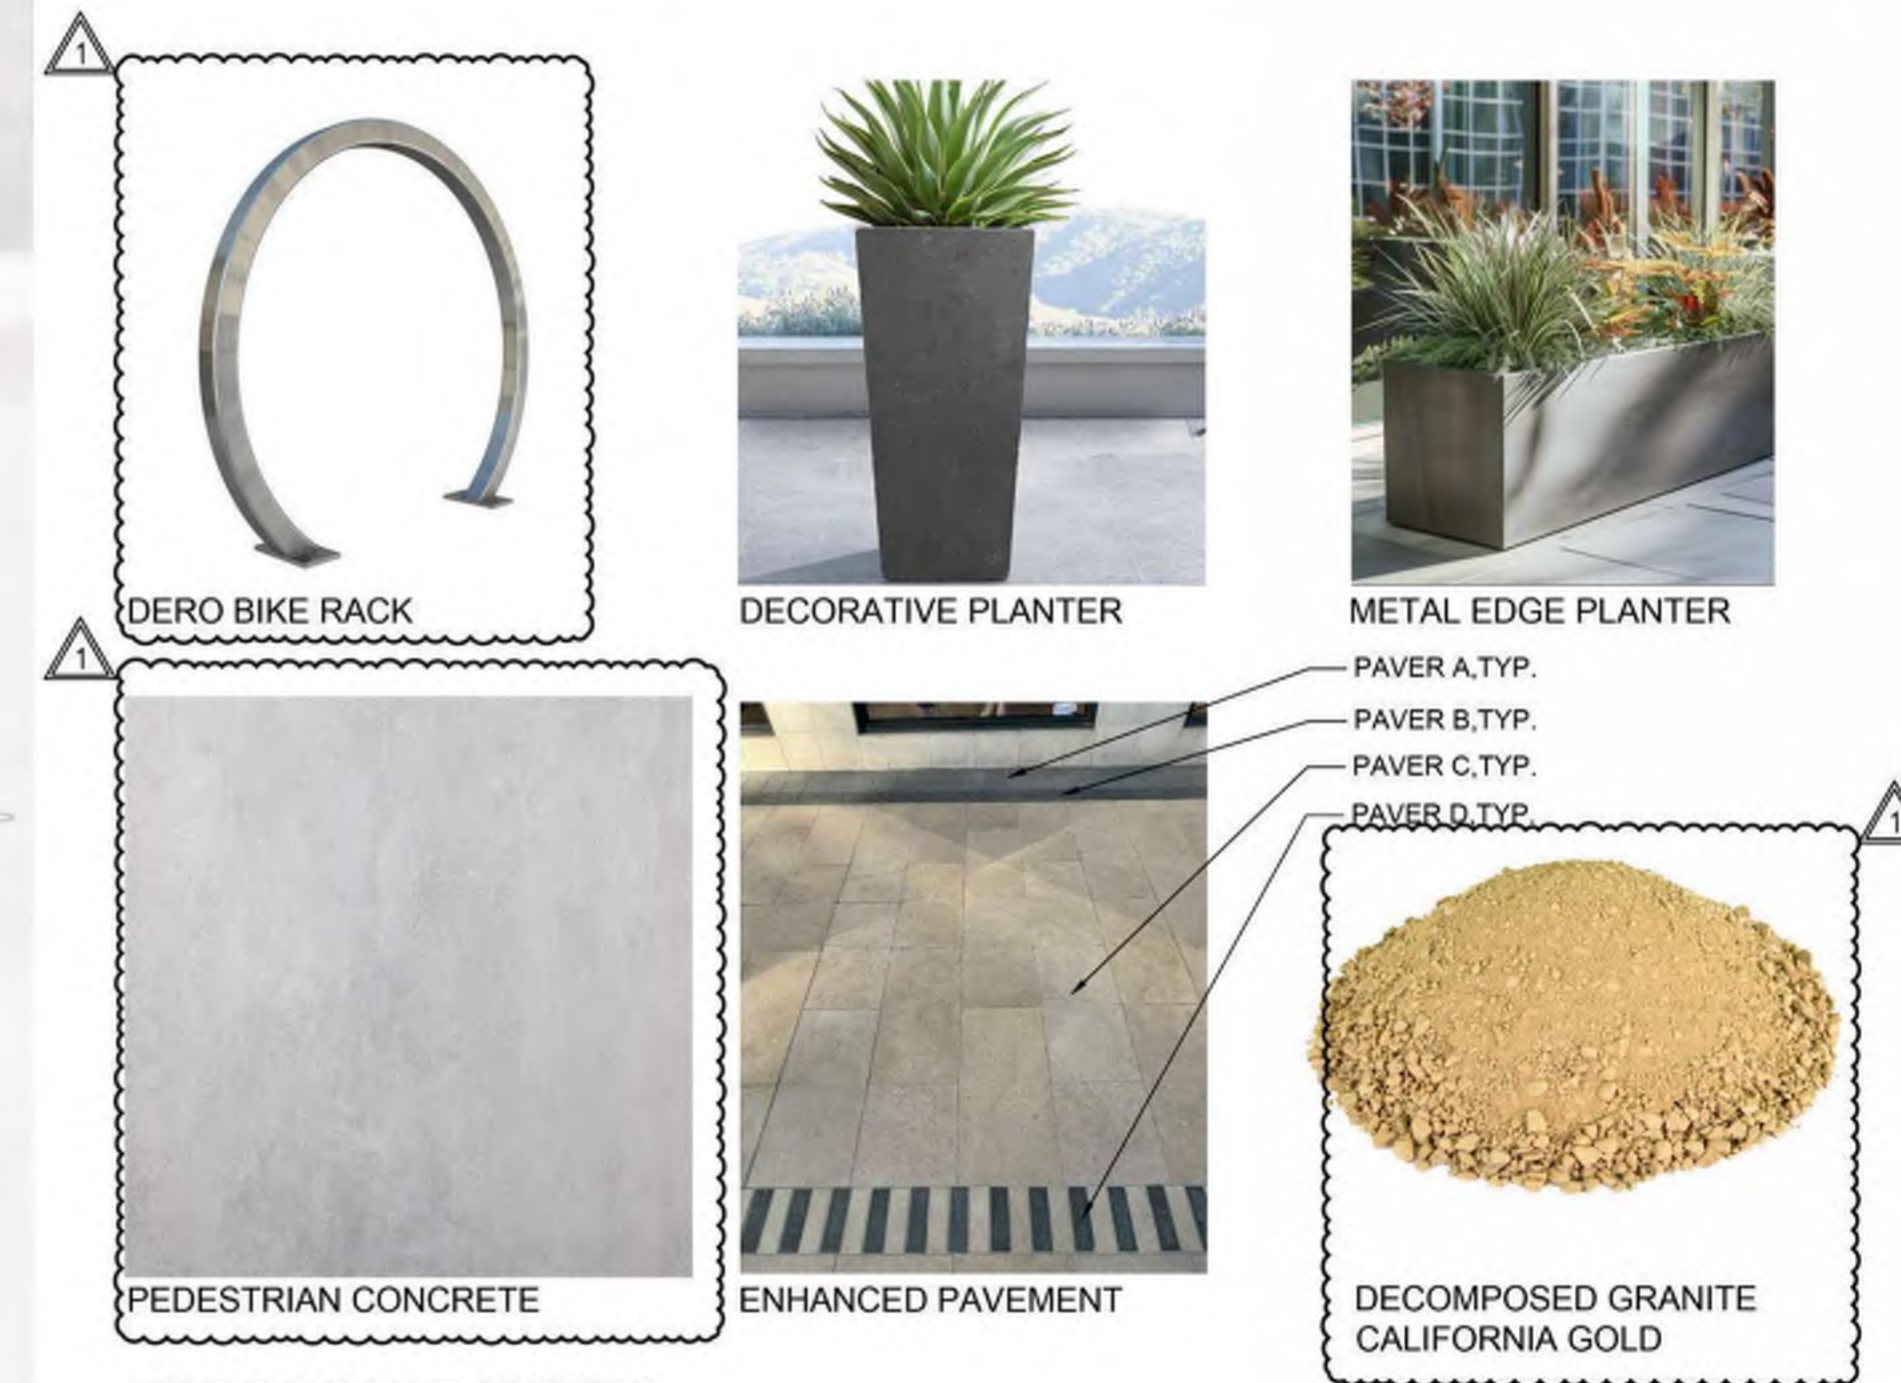 1
DERO BIKE RACK
DECORATIVE PLANTER
METAL EDGE PLANTER
1
PAVER A,TYP.
PAVER B,TYP.
PAVER C,TYP.
PAVER D,TYP.
1
PEDESTRIAN CONCRETE
ENHANCED PAVEMENT
DECOMPOSED GRANITE
CALIFORNIA GOLD